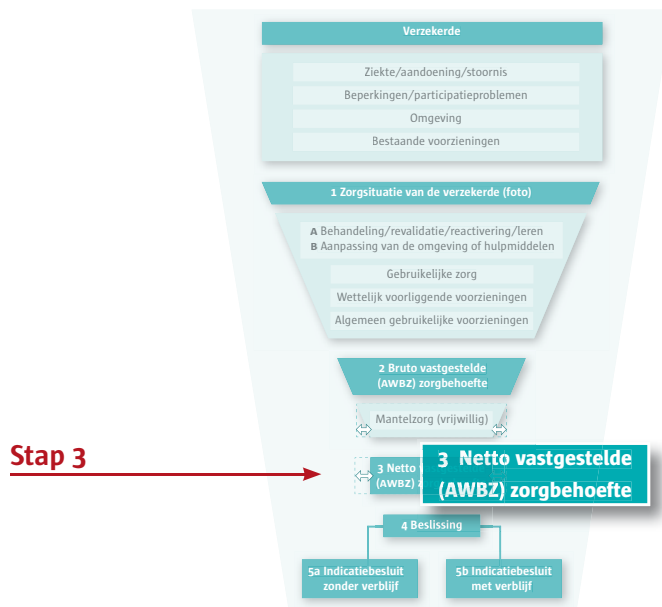 Verzekerde
Ziekte/aandoening/stoornis
Beperkingen/participatieproblemen
Omgeving
Bestaande voorzieningen
1 Zorgsituatie van de verzekerde (foto)
A Behandeling/revalidatie/reactivering/leren
B Aanpassing van de omgeving of hulpmiddelen
Gebruikelijke zorg
Wettelijk voorliggende voorzieningen
Algemeen gebruikelijke voorzieningen
2 Bruto vastgestelde
(AWBZ) zorgbehoefte
Mantelzorg (vrijwillig)
Stap 3
3 Netto
(AWBZ)
3 Netto vastgestelde
(AWBZ) zorgbehoefte
4 Beslissing
5a Indicatiebesluit
zonder verblijf
5b Indicatiebesluit
met verblijf